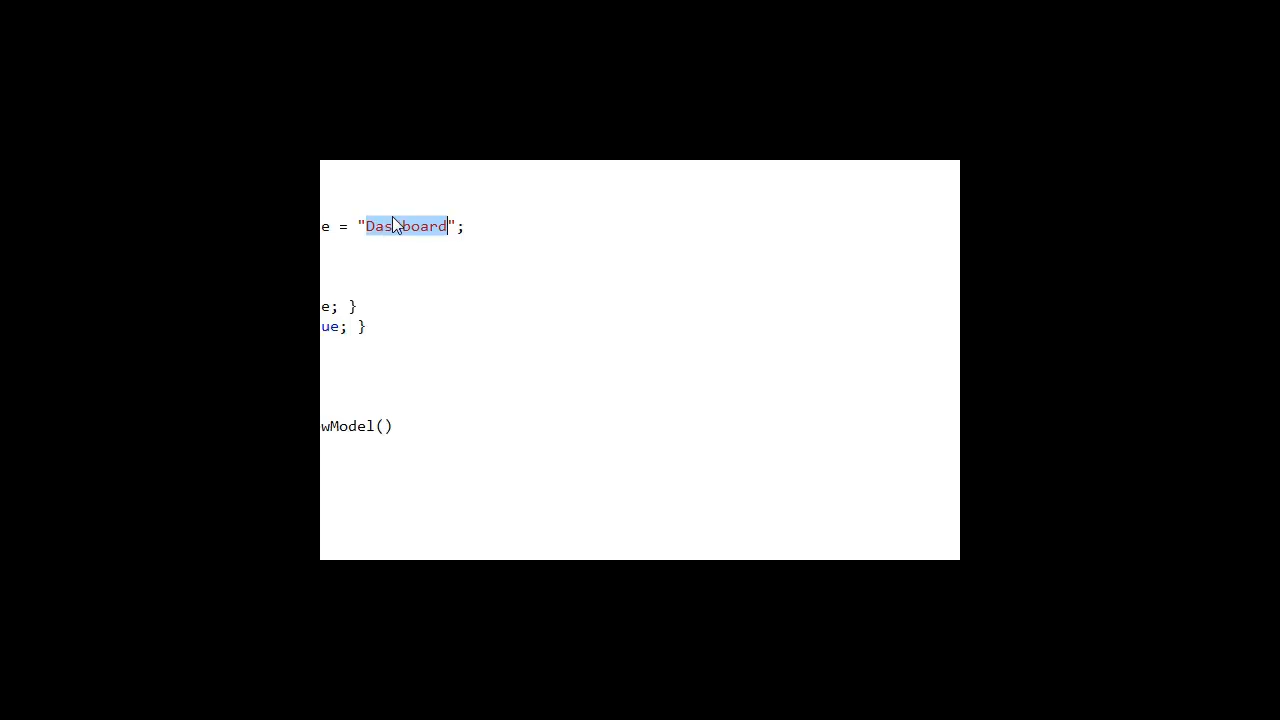 e = "Dashboard";
e; }
ue; }
wModel()